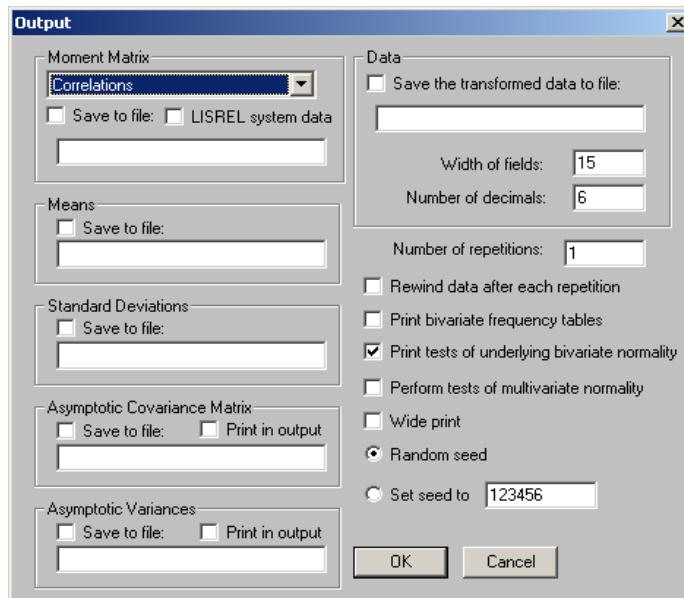 Output
Moment Matrix
Correlations
Save to file: LISREL system data
Means
Save to file:
Standard Deviations
Save to file:
Asymptotic Covariance Matrix
Save to file: Print in output
Asymptotic Variances
Save to file: Print in output
Data
Save the transformed data to file:
Width of fields: 15
Number of decimals: 6
Number of repetitions: 1
Rewind data after each repetition
Print bivariate frequency tables
Print tests of underlying bivariate normality
Perform tests of multivariate normality
Wide print
Random seed
Set seed to 123456
OK Cancel